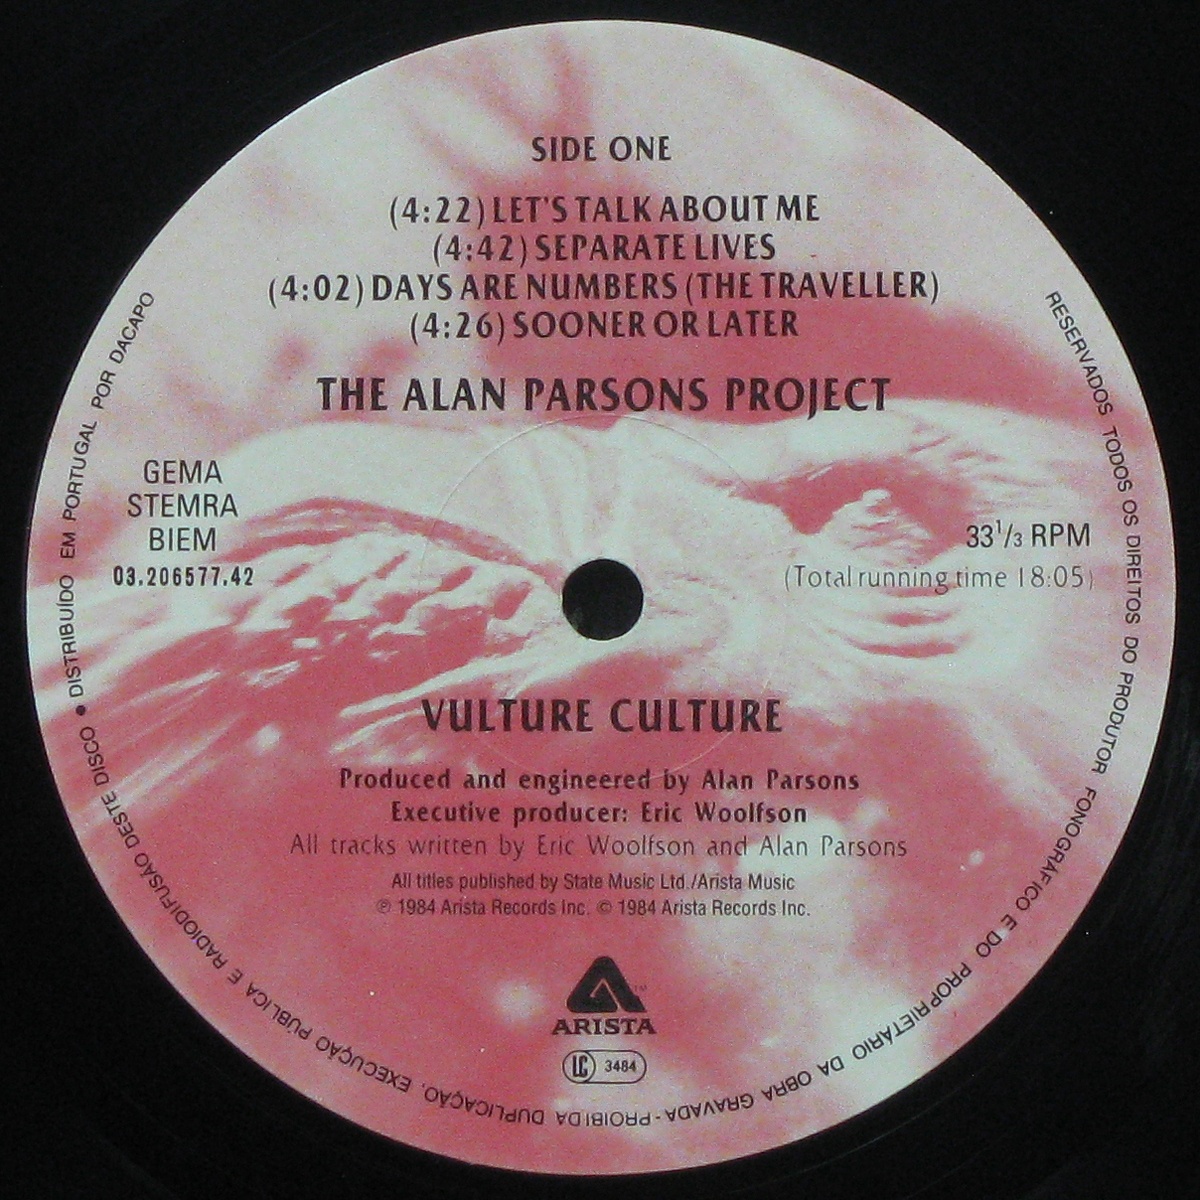 SIDE ONE
(4:22) LET'S TALK ABOUT ME
(4:42) SEPARATE LIVES
(4:02) DAYS ARE NUMBERS (THE TRAVELLER)
(4:26) SOONER OR LATER
THE ALAN PARSONS PROJECT
GEMA
STEMRA
BIEM
03.206577.42
33 1/3 RPM
(Total running time 18:05)
VULTURE CULTURE
Produced and engineered by Alan Parsons
Executive producer: Eric Woolfson
All tracks written by Eric Woolfson and Alan Parsons
All titles published by State Music Ltd./Arista Music
℗ 1984 Arista Records Inc. © 1984 Arista Records Inc.
TM
ARISTA
LC 3484
RESERVADOS TODOS OS DIREITOS DO PRODUTOR FONOGRÁFICO E DO PROPRIETÁRIO DA OBRA GRAVADA - PROIBIDA DUPLICAÇÃO, EXECUÇÃO PÚBLICA E RADIODIFUSÃO DESTE DISCO • DISTRIBUÍDO EM PORTUGAL POR DACAPO